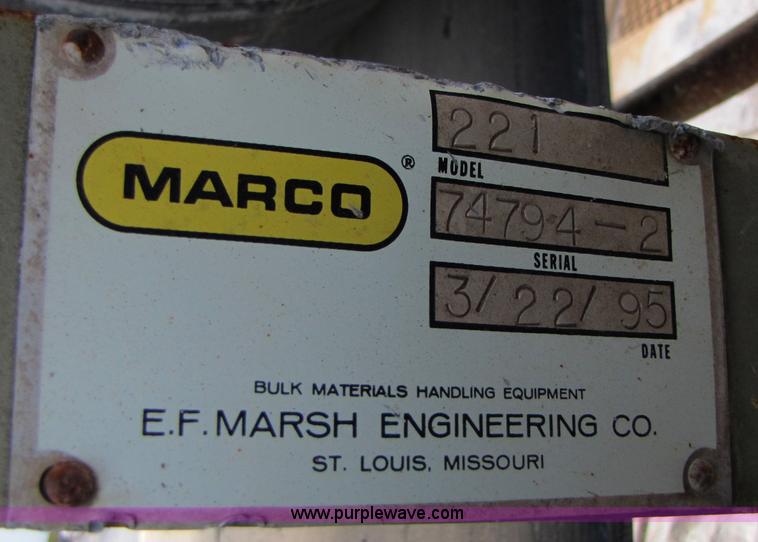 MARCO ®
221
MODEL
74794-2
SERIAL
3/22/95
DATE
BULK MATERIALS HANDLING EQUIPMENT
E.F. MARSH ENGINEERING CO.
ST. LOUIS, MISSOURI
www.purplewave.com